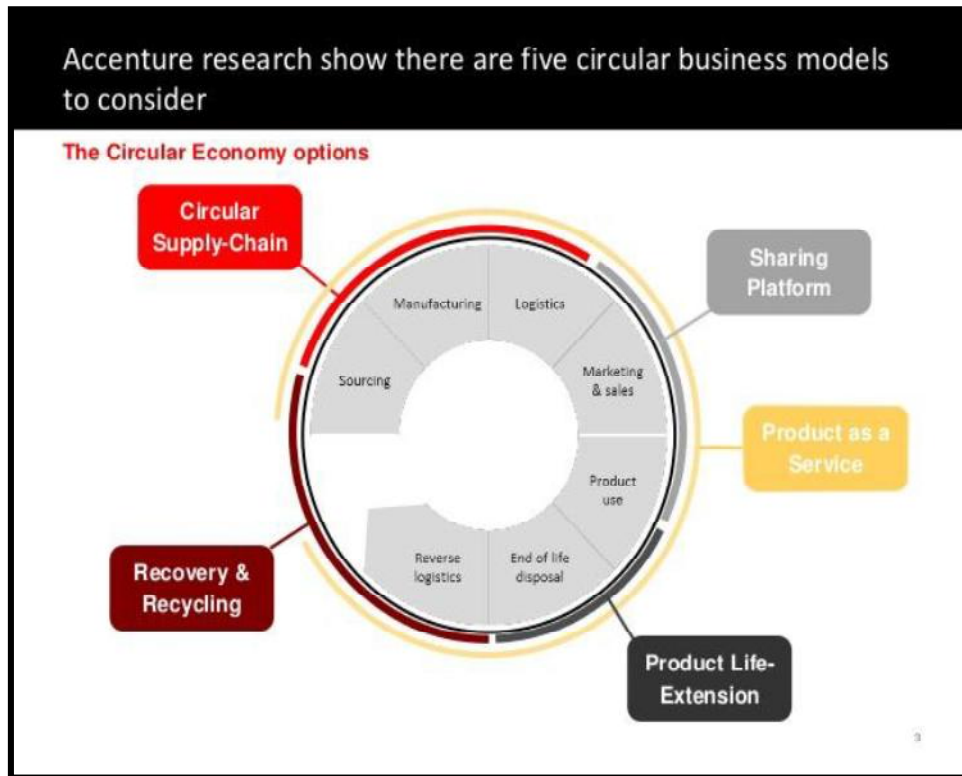 Accenture research show there are five circular business models
to consider
The Circular Economy options
Circular
Supply-Chain
Sharing
Platform
Manufacturing
Logistics
Sourcing
Marketing
& sales
Product as a
Service
Product
use
Reverse
logistics
End of life
disposal
Recovery &
Recycling
Product Life-
Extension
3